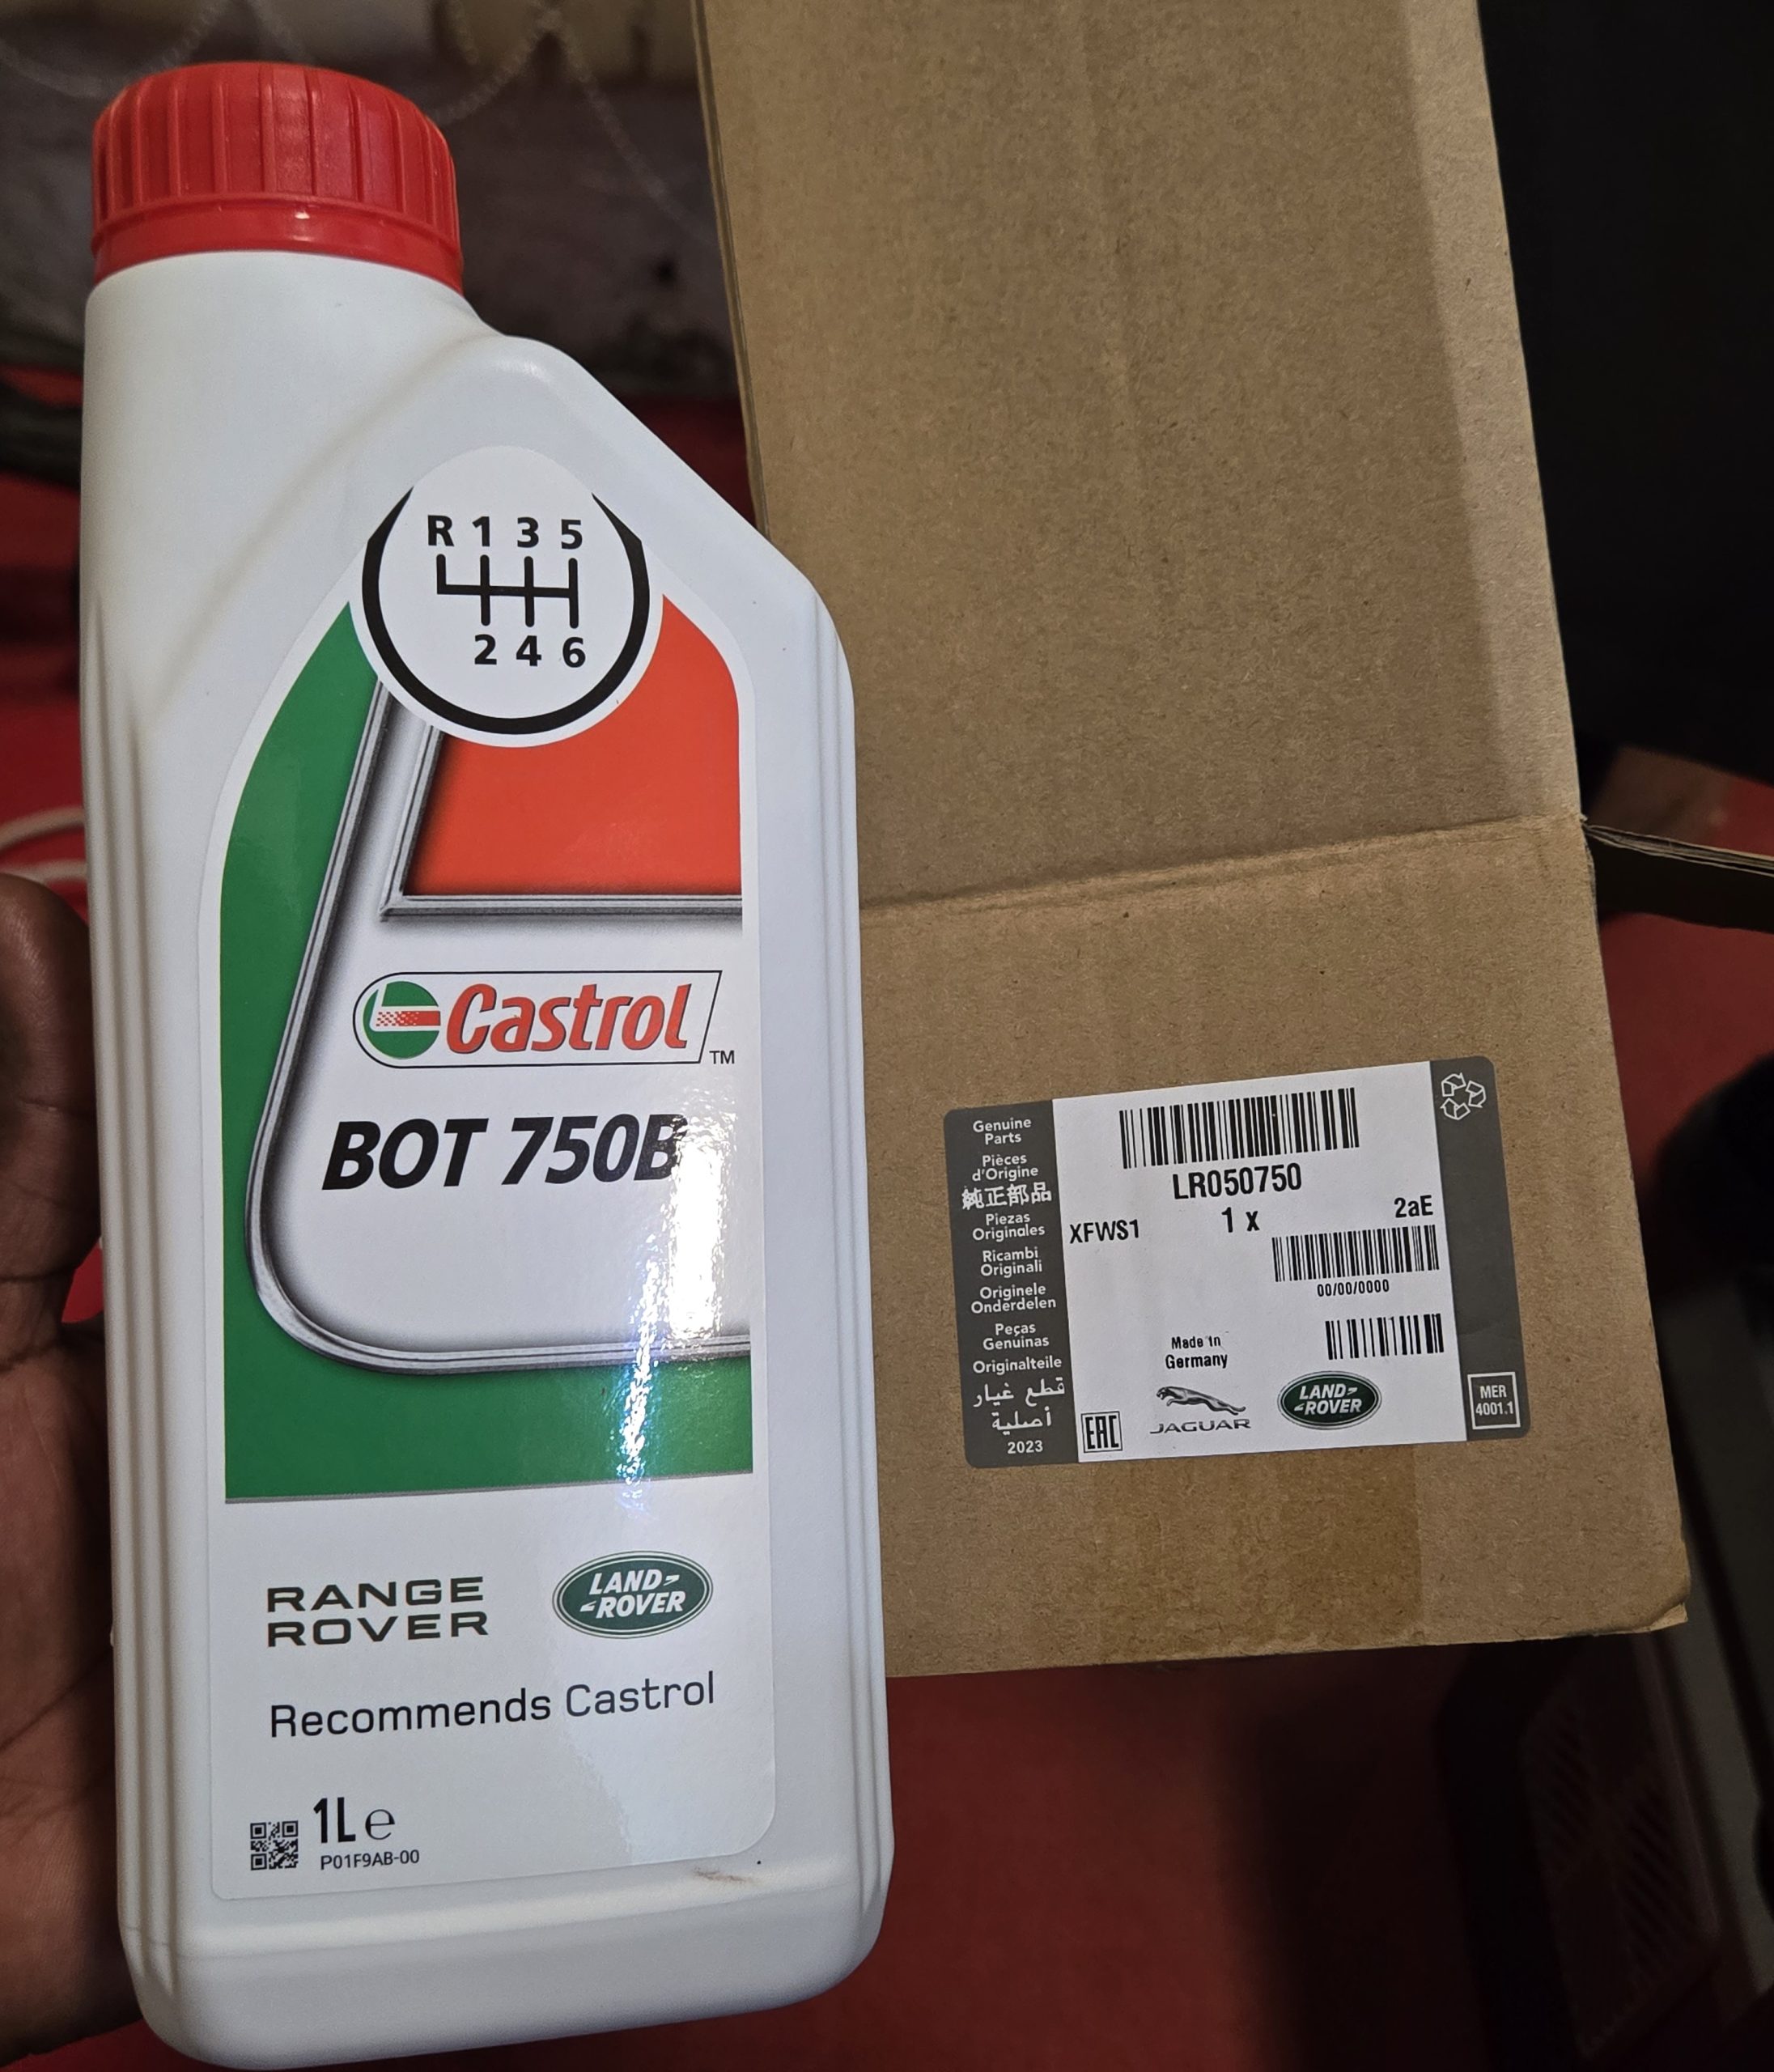 R 1 3 5
2 4 6
Castrol
TM
BOT 750B
RANGE
ROVER
LAND
ROVER
Recommends Castrol
1L e
P01F9AB-00
Genuine
Parts
Pièces
d'Origine
純正部品
Piezas
Originales
Ricambi
Originali
Originele
Onderdelen
Peças
Genuinas
Originalteile
قطع غيار
أصلية
2023
LR050750
XFWS1
1 x
2aE
00/00/0000
Made in
Germany
EAC
JAGUAR
LAND
ROVER
MER
4001.1